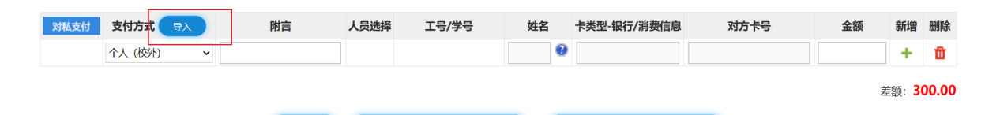 对私支付 支付方式 导入 附言 人员选择 工号/学号 姓名 卡类型-银行/消费信息 对方卡号 金额 新增 删除
个人（校外） ?
差额：300.00